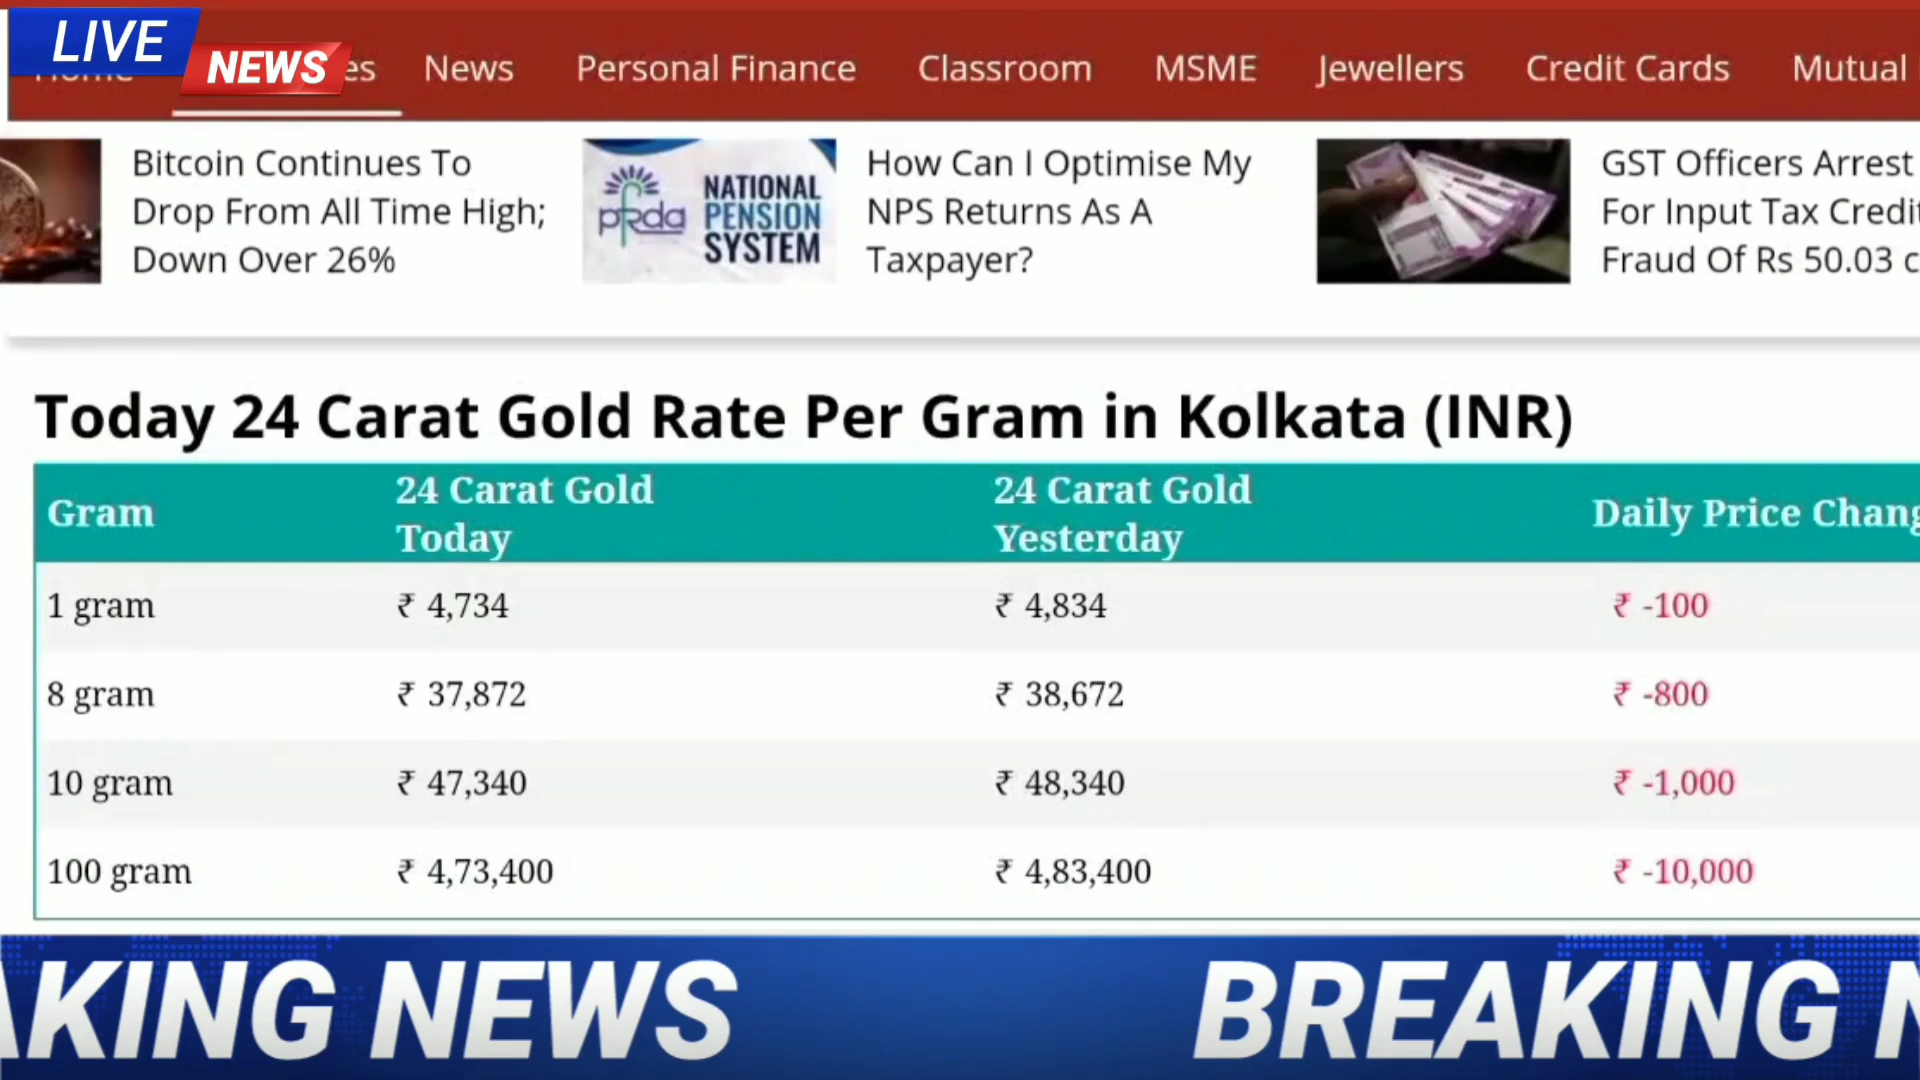 LIVE
NEWS
Home
es
News
Personal Finance
Classroom
MSME
Jewellers
Credit Cards
Mutual
Bitcoin Continues To
Drop From All Time High;
Down Over 26%
pfrda
NATIONAL
PENSION
SYSTEM
How Can I Optimise My
NPS Returns As A
Taxpayer?
GST Officers Arrest
For Input Tax Credit
Fraud Of Rs 50.03 c
Today 24 Carat Gold Rate Per Gram in Kolkata (INR)
Gram
24 Carat Gold
Today
24 Carat Gold
Yesterday
Daily Price Chang
1 gram ₹ 4,734 ₹ 4,834 ₹ -100
8 gram ₹ 37,872 ₹ 38,672 ₹ -800
10 gram ₹ 47,340 ₹ 48,340 ₹ -1,000
100 gram ₹ 4,73,400 ₹ 4,83,400 ₹ -10,000
AKING NEWS BREAKING N